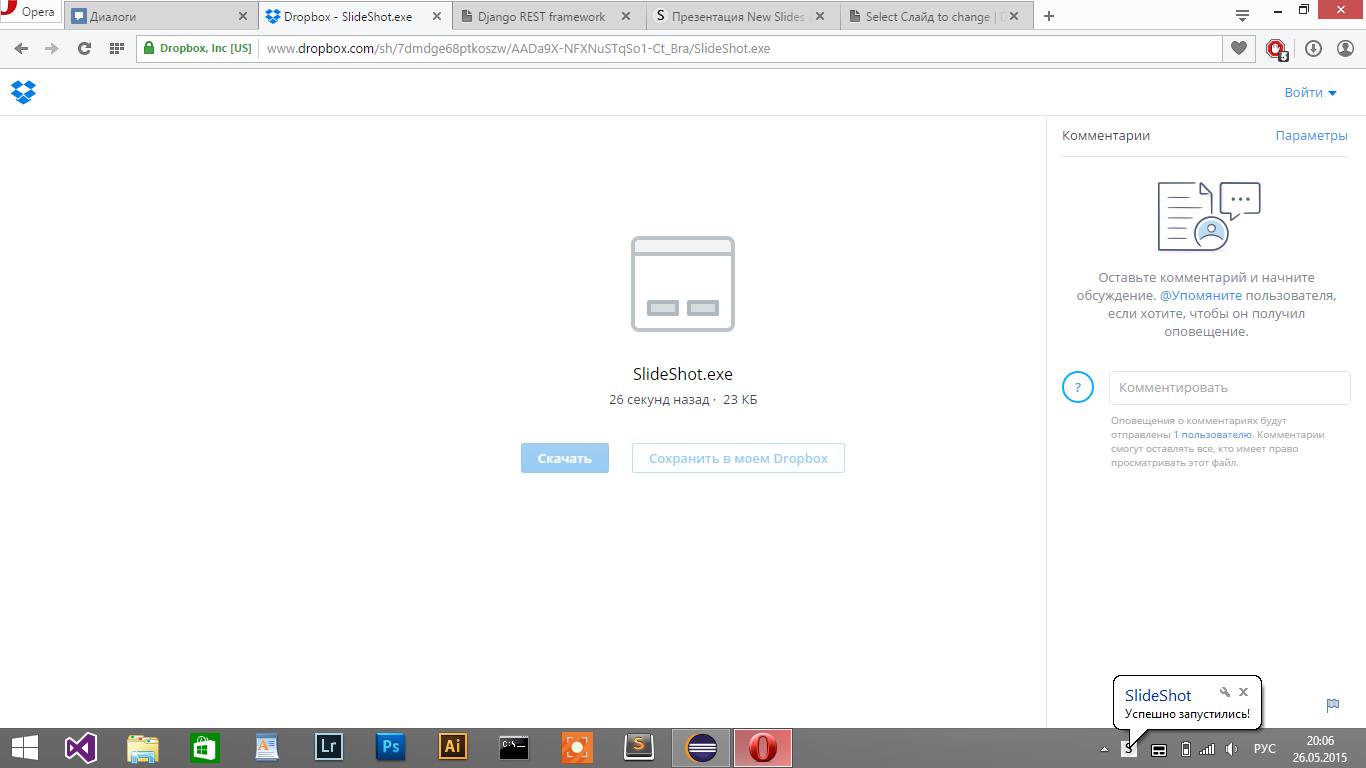 Opera
Диалоги
Dropbox - SlideShot.exe
Django REST framework
Презентация New Slides
Select Слайд to change |
Dropbox, Inc [US]
www.dropbox.com/sh/7dmdge68ptkoszw/AADa9X-NFXNuSTqSo1-Ct_Bra/SlideShot.exe
5
Войти
Комментарии
Параметры
Оставьте комментарий и начните
обсуждение. @Упомяните пользователя,
если хотите, чтобы он получил
оповещение.
SlideShot.exe
26 секунд назад · 23 КБ
?
Комментировать
Оповещения о комментариях будут
отправлены 1 пользователю. Комментарии
смогут оставлять все, кто имеет право
просматривать этот файл.
Скачать
Сохранить в моем Dropbox
SlideShot
Успешно запустились!
Lr
Ps
Ai
C:\_
S
S
РУС
20:06
26.05.2015